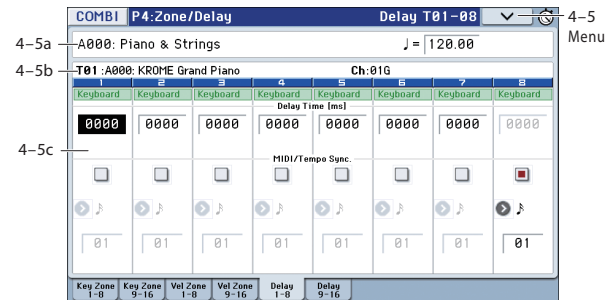 COMBI P4:Zone/Delay Delay T01-08
4–5
Menu
4–5a
A000: Piano & Strings ♩= 120.00
4–5b
T01 :A000: KROME Grand Piano Ch:01G
1 2 3 4 5 6 7 8
Keyboard Keyboard Keyboard Keyboard Keyboard Keyboard Keyboard Keyboard
Delay Time [ms]
0000 0000 0000 0000 0000 0000 0000 0000
4–5c
MIDI/Tempo Sync.
01 01 01 01 01 01 01 01
Key Zone 1-8 Key Zone 9-16 Vel Zone 1-8 Vel Zone 9-16 Delay 1-8 Delay 9-16